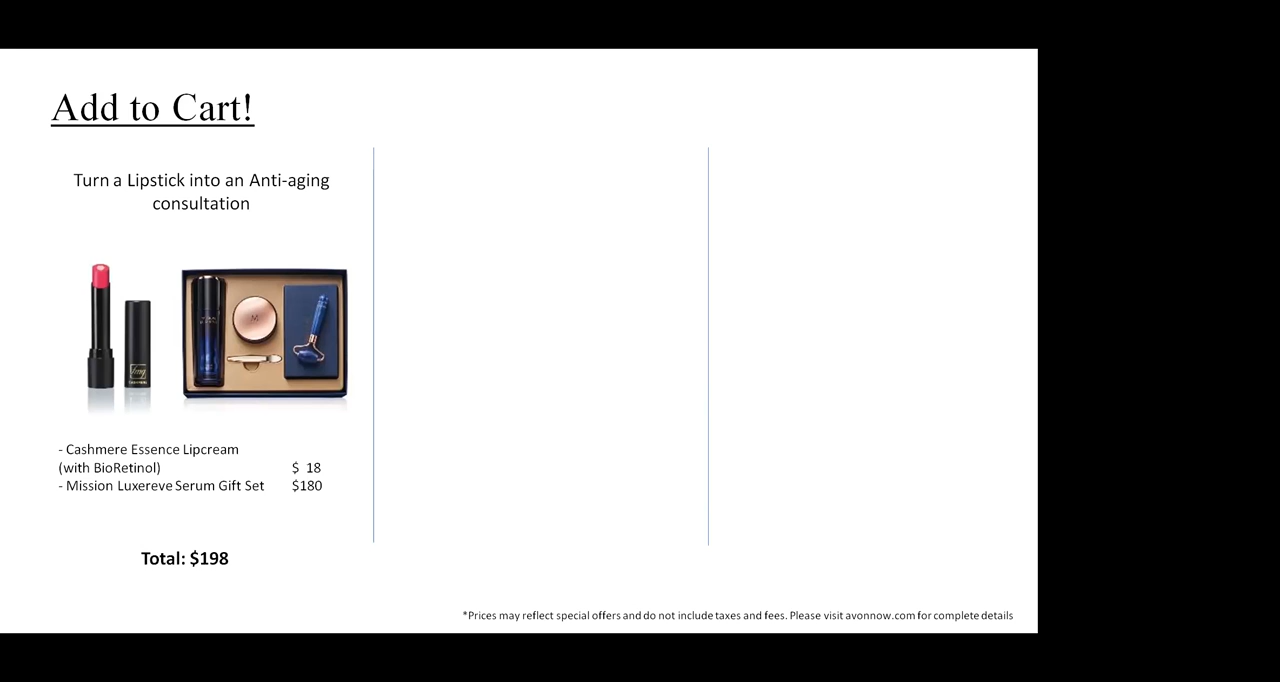 Add to Cart!
Turn a Lipstick into an Anti-aging
consultation
fmg
- Cashmere Essence Lipcream
(with BioRetinol) $ 18
- Mission Luxereve Serum Gift Set $180
Total: $198
*Prices may reflect special offers and do not include taxes and fees. Please visit avonnow.com for complete details